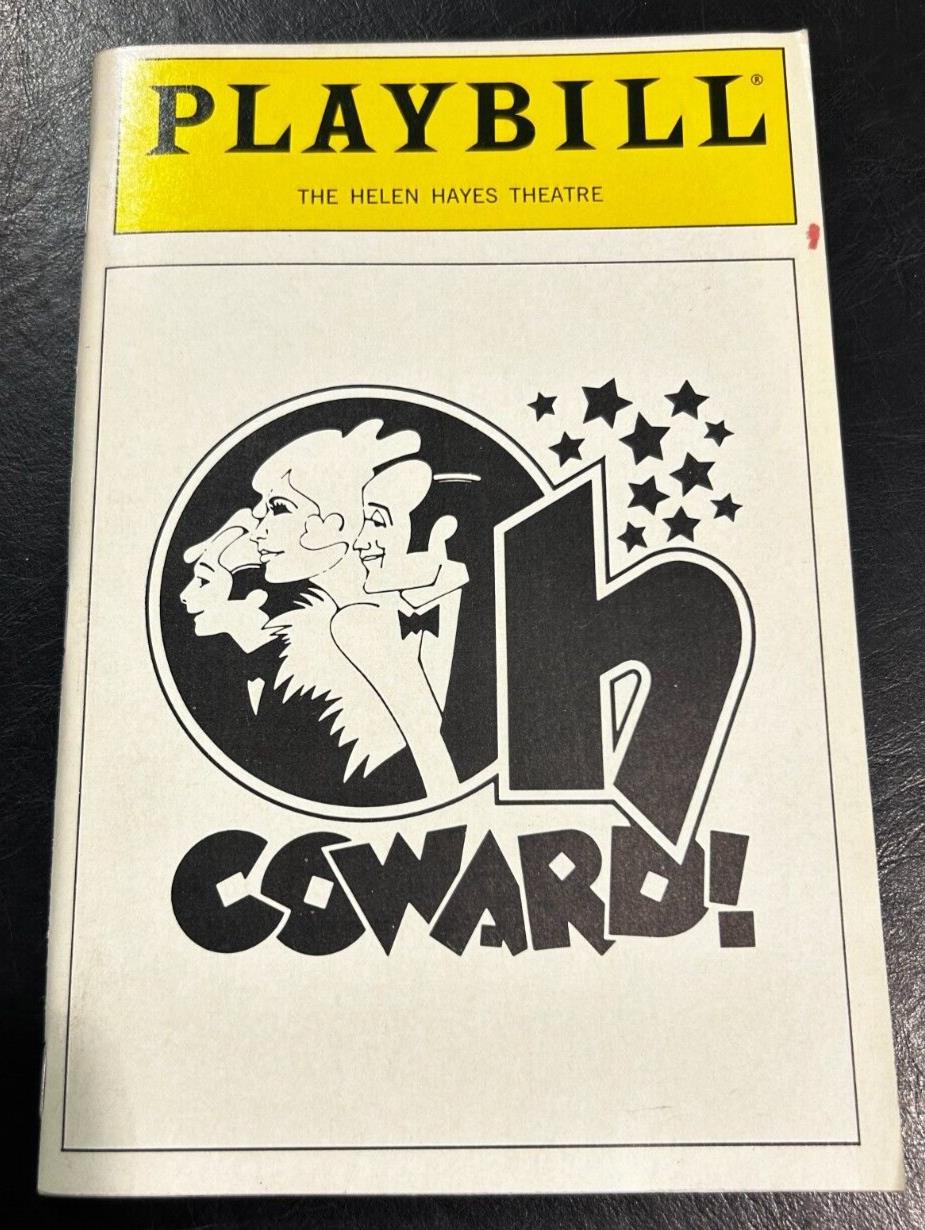 PLAYBILL®
THE HELEN HAYES THEATRE
Oh
COWARD!